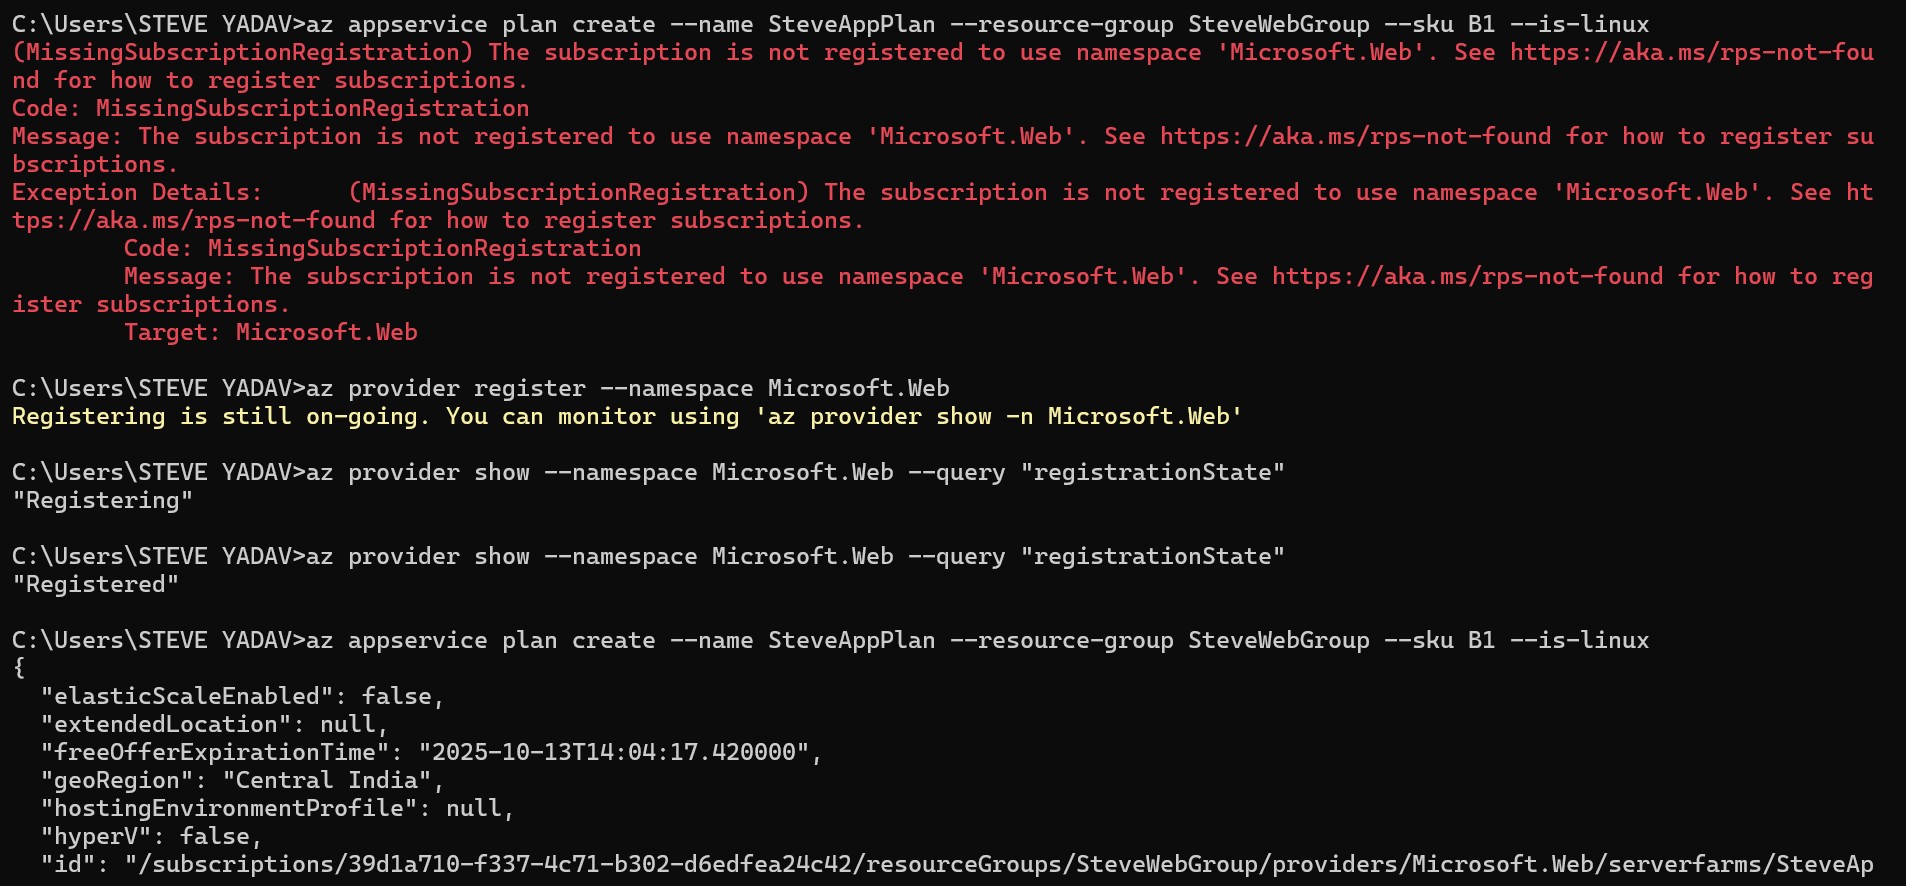 C:\Users\STEVE YADAV>az appservice plan create --name SteveAppPlan --resource-group SteveWebGroup --sku B1 --is-linux
(MissingSubscriptionRegistration) The subscription is not registered to use namespace 'Microsoft.Web'. See https://aka.ms/rps-not-fou
nd for how to register subscriptions.
Code: MissingSubscriptionRegistration
Message: The subscription is not registered to use namespace 'Microsoft.Web'. See https://aka.ms/rps-not-found for how to register su
bscriptions.
Exception Details:      (MissingSubscriptionRegistration) The subscription is not registered to use namespace 'Microsoft.Web'. See ht
tps://aka.ms/rps-not-found for how to register subscriptions.
        Code: MissingSubscriptionRegistration
        Message: The subscription is not registered to use namespace 'Microsoft.Web'. See https://aka.ms/rps-not-found for how to reg
ister subscriptions.
        Target: Microsoft.Web
C:\Users\STEVE YADAV>az provider register --namespace Microsoft.Web
Registering is still on-going. You can monitor using 'az provider show -n Microsoft.Web'
C:\Users\STEVE YADAV>az provider show --namespace Microsoft.Web --query "registrationState"
"Registering"
C:\Users\STEVE YADAV>az provider show --namespace Microsoft.Web --query "registrationState"
"Registered"
C:\Users\STEVE YADAV>az appservice plan create --name SteveAppPlan --resource-group SteveWebGroup --sku B1 --is-linux
{
  "elasticScaleEnabled": false,
  "extendedLocation": null,
  "freeOfferExpirationTime": "2025-10-13T14:04:17.420000",
  "geoRegion": "Central India",
  "hostingEnvironmentProfile": null,
  "hyperV": false,
  "id": "/subscriptions/39d1a710-f337-4c71-b302-d6edfea24c42/resourceGroups/SteveWebGroup/providers/Microsoft.Web/serverfarms/SteveAp